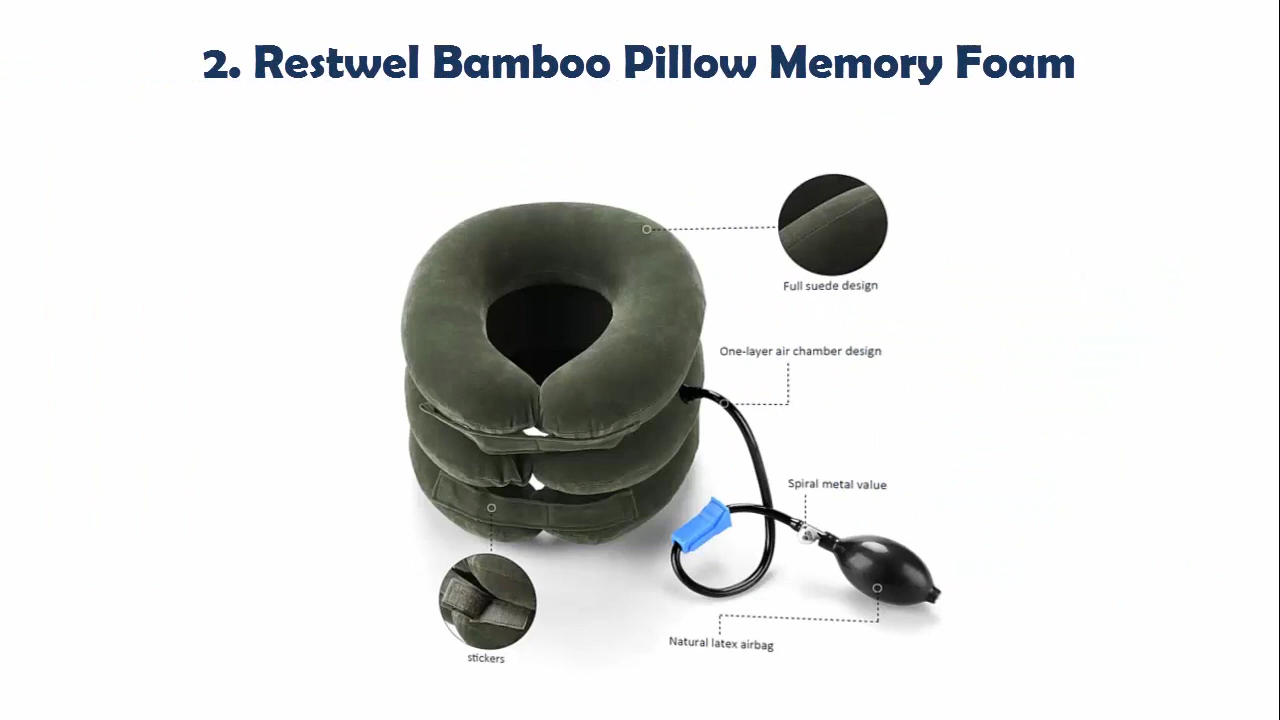 2. Restwel Bamboo Pillow Memory Foam
Full suede design
One-layer air chamber design
Spiral metal value
Natural latex airbag
stickers